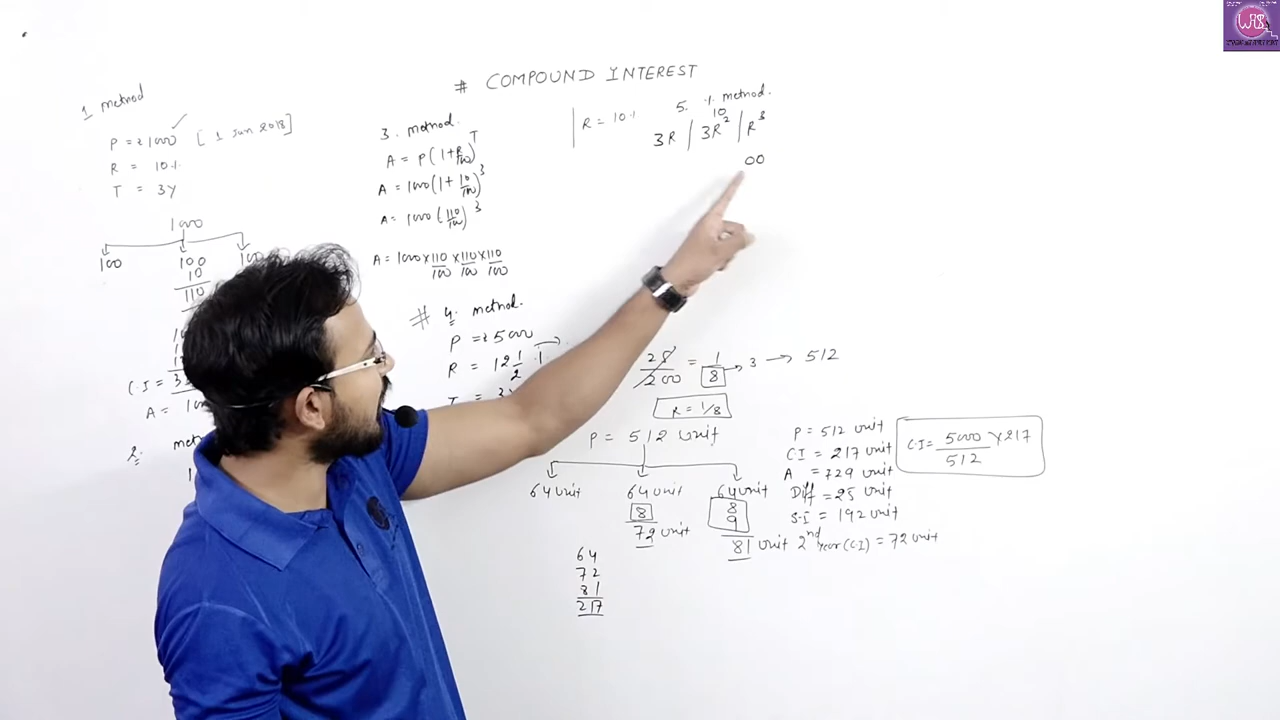 # COMPOUND INTEREST
1 method
P = ₹1000 [1 Jan 2018]
R = 10%
T = 3y
1000
100 100
10
110
C.I =
A =
2.
3. method.
A = P(1+R/100)^T
A = 1000(1+10/100)^3
A = 1000(110/100)^3
A = 1000×110/100×110/100×110/100
# 4. method.
P = ₹5000
R = 12 1/2 %
25/200 = 1/8 → 3 → 512
R = 1/8
P = 512 Unit
64 unit 64 unit 64 unit
8 8
72 unit 9
81 unit
64
72
81
217
R = 10%
5. % method.
10
3R | 3R² | R³
00
P = 512 unit
CI = 217 unit
A = 729 unit
Diff = 25 unit
S.I = 192 unit
2nd Year (C.I) = 72 unit
C.I = 5000/512 × 217